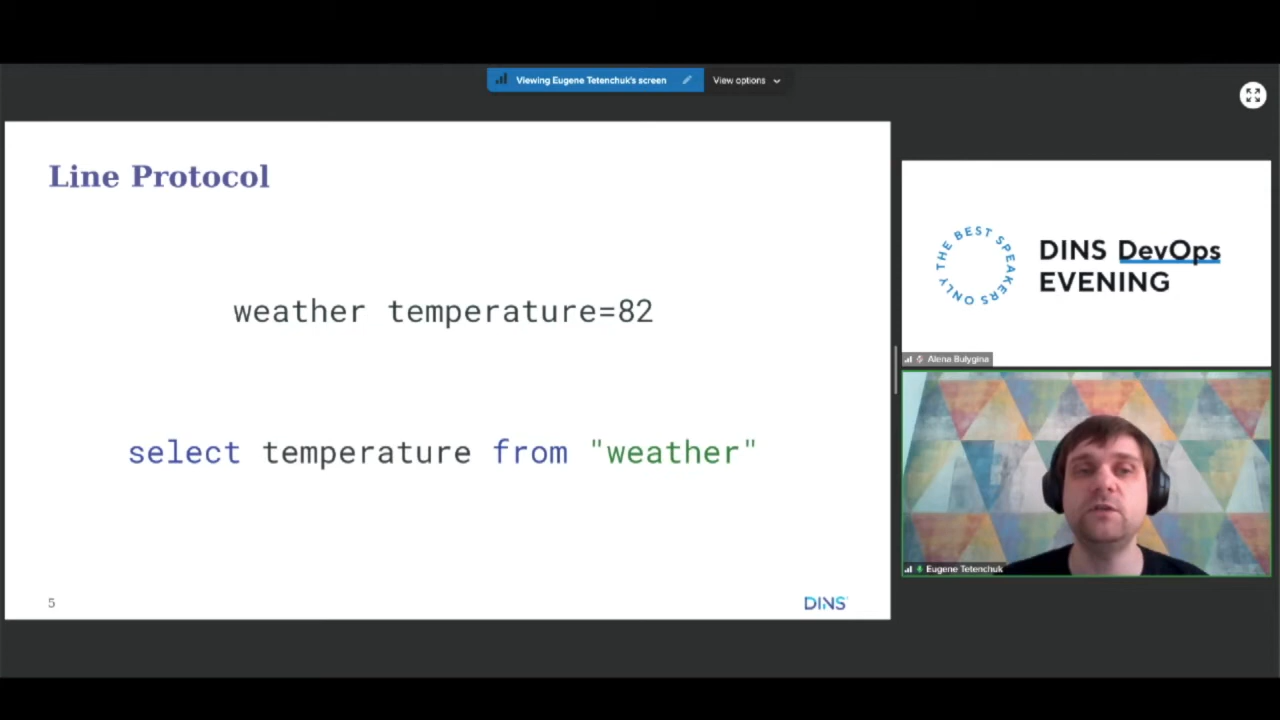 Viewing Eugene Tetenchuk's screen
View options
Line Protocol
weather temperature=82
select temperature from "weather"
5
DINS
THE BEST SPEAKERS ONLY
DINS DevOps
EVENING
Alena Bulygina
Eugene Tetenchuk